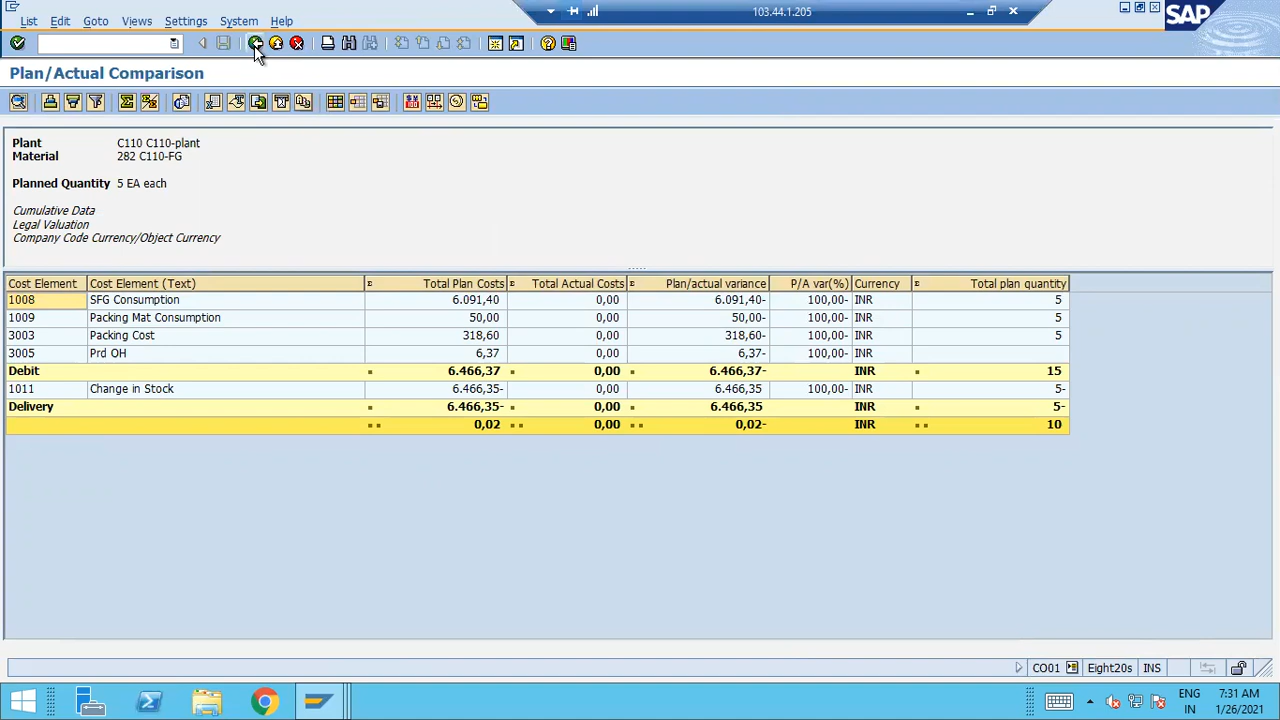 103.44.1.205
List Edit Goto Views Settings System Help
SAP
Plan/Actual Comparison
Plant C110 C110-plant
Material 282 C110-FG
Planned Quantity 5 EA each
Cumulative Data
Legal Valuation
Company Code Currency/Object Currency
Cost Element Cost Element (Text) Σ Total Plan Costs Σ Total Actual Costs Σ Plan/actual variance P/A var(%) Currency Σ Total plan quantity
1008 SFG Consumption 6.091,40 0,00 6.091,40- 100,00- INR 5
1009 Packing Mat Consumption 50,00 0,00 50,00- 100,00- INR 5
3003 Packing Cost 318,60 0,00 318,60- 100,00- INR 5
3005 Prd OH 6,37 0,00 6,37- 100,00- INR
Debit 6.466,37 0,00 6.466,37- INR 15
1011 Change in Stock 6.466,35- 0,00 6.466,35 100,00- INR 5-
Delivery 6.466,35- 0,00 6.466,35 INR 5-
0,02 0,00 0,02- INR 10
CO01 Eight20s INS
ENG 7:31 AM
IN 1/26/2021